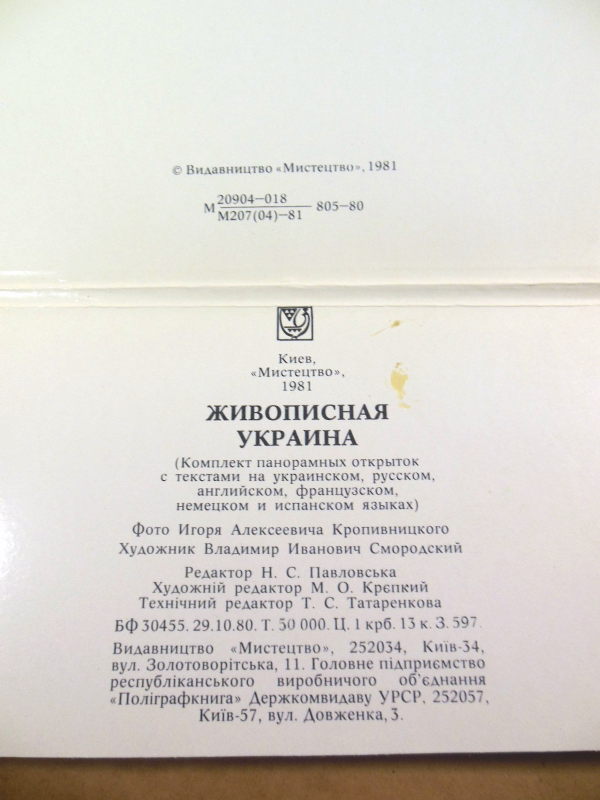 © Видавництво «Мистецтво», 1981
М 20904—018 805—80
М207(04)—81
Киев,
«Мистецтво»,
1981
ЖИВОПИСНАЯ
УКРАИНА
(Комплект панорамных открыток
с текстами на украинском, русском,
английском, французском,
немецком и испанском языках)
Фото Игоря Алексеевича Кропивницкого
Художник Владимир Иванович Смородский
Редактор Н. С. Павловська
Художній редактор М. О. Крєпкий
Технічний редактор Т. С. Татаренкова
БФ 30455. 29.10.80. Т. 50 000. Ц. 1 крб. 13 к. З. 597.
Видавництво «Мистецтво», 252034, Київ-34,
вул. Золотоворітська, 11. Головне підприємство
республіканського виробничого об'єднання
«Поліграфкнига» Держкомвидаву УРСР, 252057,
Київ-57, вул. Довженка, 3.